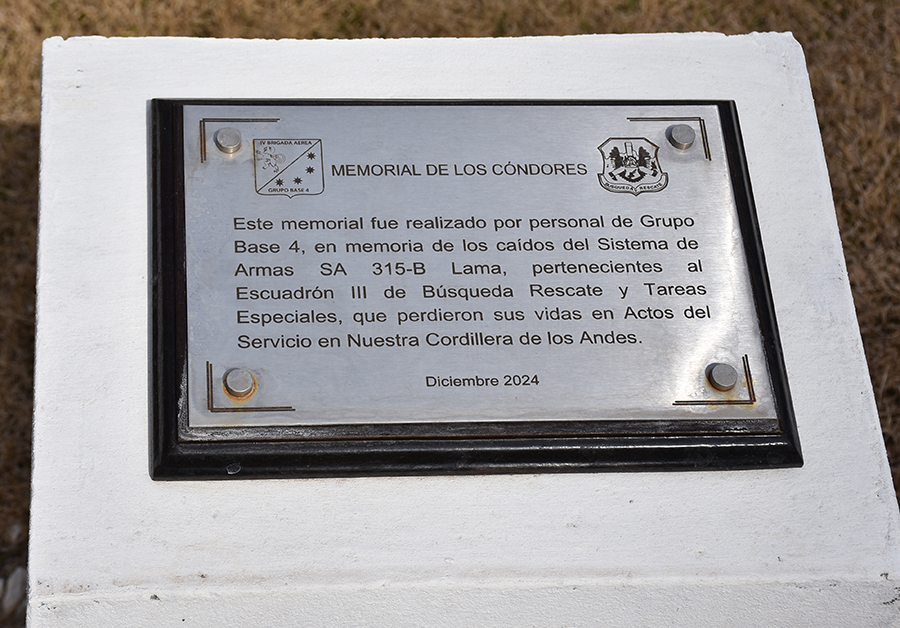 IV BRIGADA AEREA
GRUPO BASE 4
MEMORIAL DE LOS CÓNDORES
BUSQUEDA Y RESCATE
Este memorial fue realizado por personal de Grupo
Base 4, en memoria de los caídos del Sistema de
Armas SA 315-B Lama, pertenecientes al
Escuadrón III de Búsqueda Rescate y Tareas
Especiales, que perdieron sus vidas en Actos del
Servicio en Nuestra Cordillera de los Andes.
Diciembre 2024